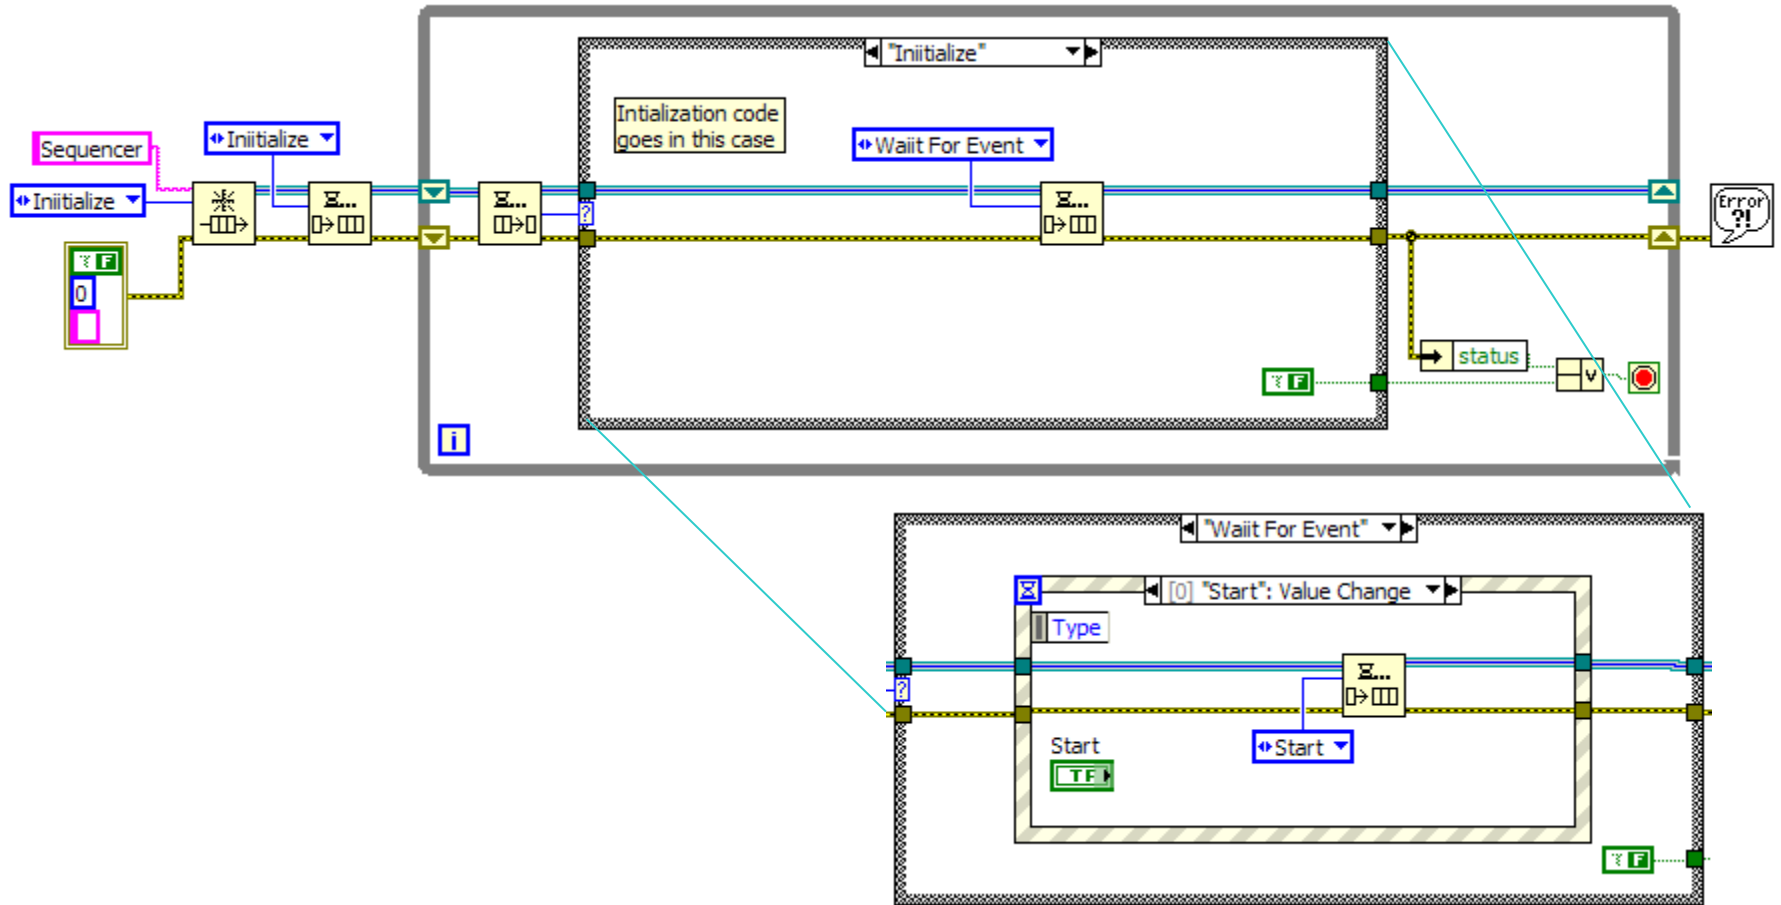 "Iniitialize"
Intialization code
goes in this case
Iniitialize
Sequencer
Waiit For Event
Iniitialize
?
Error
?!
0
status
i
"Waiit For Event"
[0] "Start": Value Change
Type
?
Start
Start
TF
F
F
F